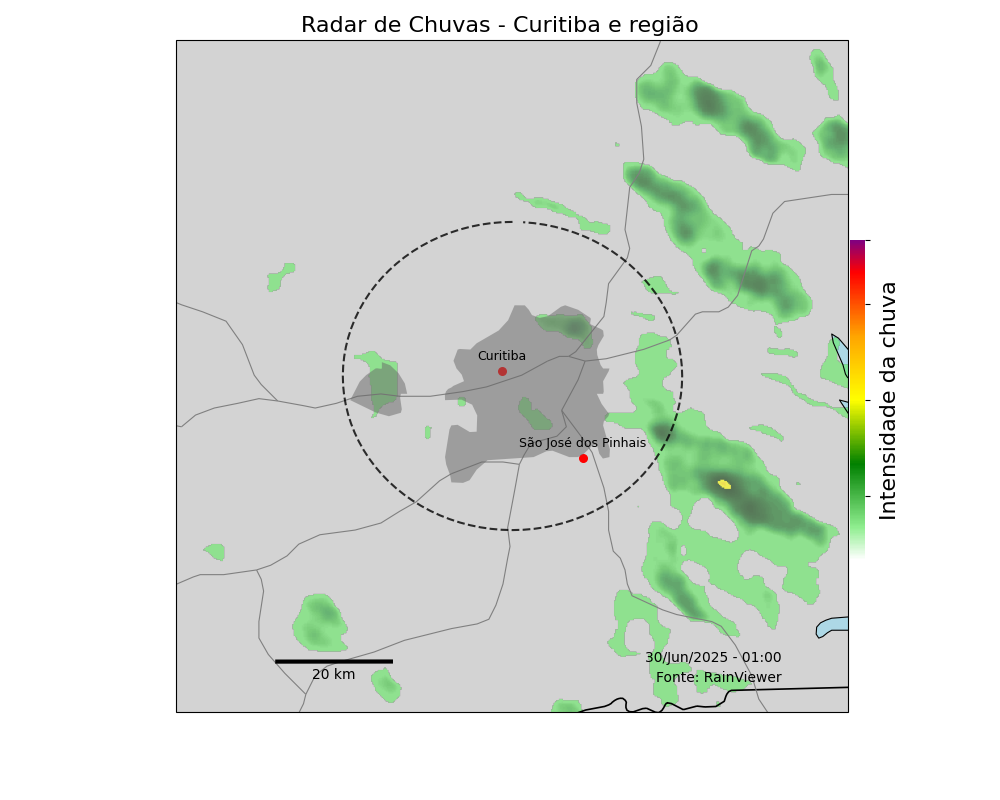 Radar de Chuvas - Curitiba e região
Curitiba
São José dos Pinhais
Intensidade da chuva
30/Jun/2025 - 01:00
Fonte: RainViewer
20 km